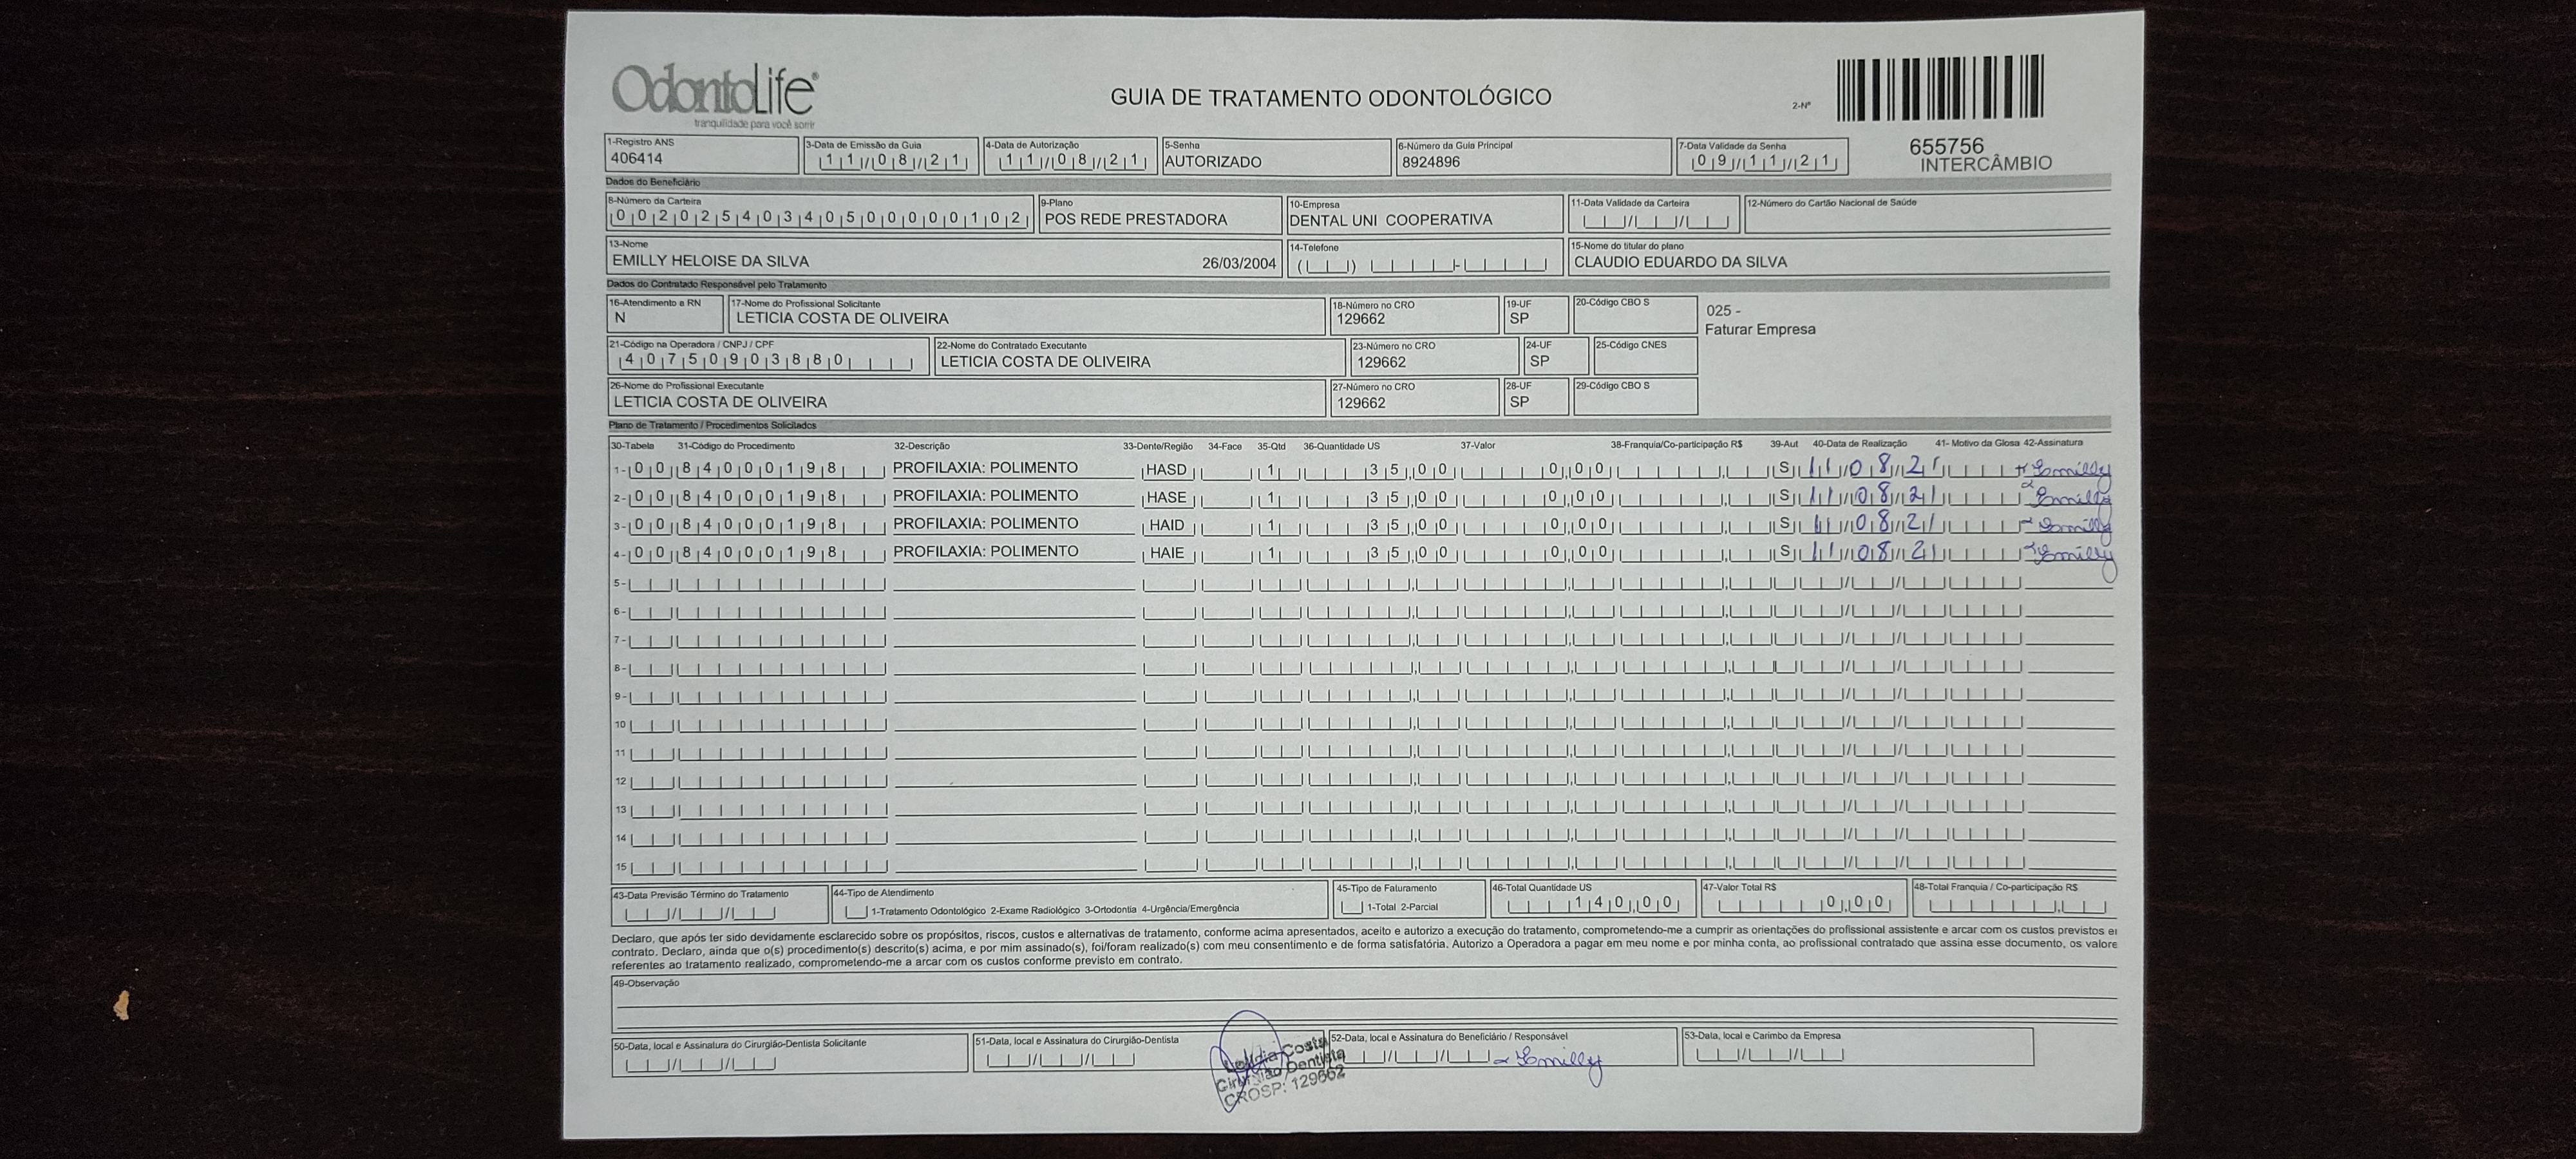 OdontoLife®
tranquilidade para você sorrir
GUIA DE TRATAMENTO ODONTOLÓGICO
2-Nº
655756
INTERCÂMBIO
1-Registro ANS 3-Data de Emissão da Guia 4-Data de Autorização 5-Senha 6-Número da Guia Principal 7-Data Validade da Senha
406414 11/08/21 11/08/21 AUTORIZADO 8924896 09/11/21
Dados do Beneficiário
8-Número da Carteira 9-Plano 10-Empresa 11-Data Validade da Carteira 12-Número do Cartão Nacional de Saúde
00202540340500000102 POS REDE PRESTADORA DENTAL UNI COOPERATIVA
13-Nome 14-Telefone 15-Nome do titular do plano
EMILLY HELOISE DA SILVA 26/03/2004 CLAUDIO EDUARDO DA SILVA
Dados do Contratado Responsável pelo Tratamento
16-Atendimento a RN 17-Nome do Profissional Solicitante 18-Número no CRO 19-UF 20-Código CBO S
N LETICIA COSTA DE OLIVEIRA 129662 SP
025 -
Faturar Empresa
21-Código na Operadora / CNPJ / CPF 22-Nome do Contratado Executante 23-Número no CRO 24-UF 25-Código CNES
40750903880 LETICIA COSTA DE OLIVEIRA 129662 SP
26-Nome do Profissional Executante 27-Número no CRO 28-UF 29-Código CBO S
LETICIA COSTA DE OLIVEIRA 129662 SP
Plano de Tratamento / Procedimentos Solicitados
30-Tabela 31-Código do Procedimento 32-Descrição 33-Dente/Região 34-Face 35-Qtd 36-Quantidade US 37-Valor 38-Franquia/Co-participação R$ 39-Aut 40-Data de Realização 41- Motivo da Glosa 42-Assinatura
1- 00 84000198 PROFILAXIA: POLIMENTO HASD 1 35,00 0,00 S 11/08/21 Emilly
2- 00 84000198 PROFILAXIA: POLIMENTO HASE 1 35,00 0,00 S 11/08/21 Emilly
3- 00 84000198 PROFILAXIA: POLIMENTO HAID 1 35,00 0,00 S 11/08/21 Emilly
4- 00 84000198 PROFILAXIA: POLIMENTO HAIE 1 35,00 0,00 S 11/08/21 Emilly
5-
6-
7-
8-
9-
10
11
12
13
14
15
43-Data Previsão Término do Tratamento 44-Tipo de Atendimento 45-Tipo de Faturamento 46-Total Quantidade US 47-Valor Total R$ 48-Total Franquia / Co-participação R$
1-Tratamento Odontológico 2-Exame Radiológico 3-Ortodontia 4-Urgência/Emergência 1-Total 2-Parcial 140,00 0,00
Declaro, que após ter sido devidamente esclarecido sobre os propósitos, riscos, custos e alternativas de tratamento, conforme acima apresentados, aceito e autorizo a execução do tratamento, comprometendo-me a cumprir as orientações do profissional assistente e arcar com os custos previstos e
contrato. Declaro, ainda que o(s) procedimento(s) descrito(s) acima, e por mim assinado(s), foi/foram realizado(s) com meu consentimento e de forma satisfatória. Autorizo a Operadora a pagar em meu nome e por minha conta, ao profissional contratado que assina esse documento, os valore
referentes ao tratamento realizado, comprometendo-me a arcar com os custos conforme previsto em contrato.
49-Observação
50-Data, local e Assinatura do Cirurgião-Dentista Solicitante 51-Data, local e Assinatura do Cirurgião-Dentista 52-Data, local e Assinatura do Beneficiário / Responsável 53-Data, local e Carimbo da Empresa
Emilly
Costa
Cirurgião Dentista
CROSP: 129662